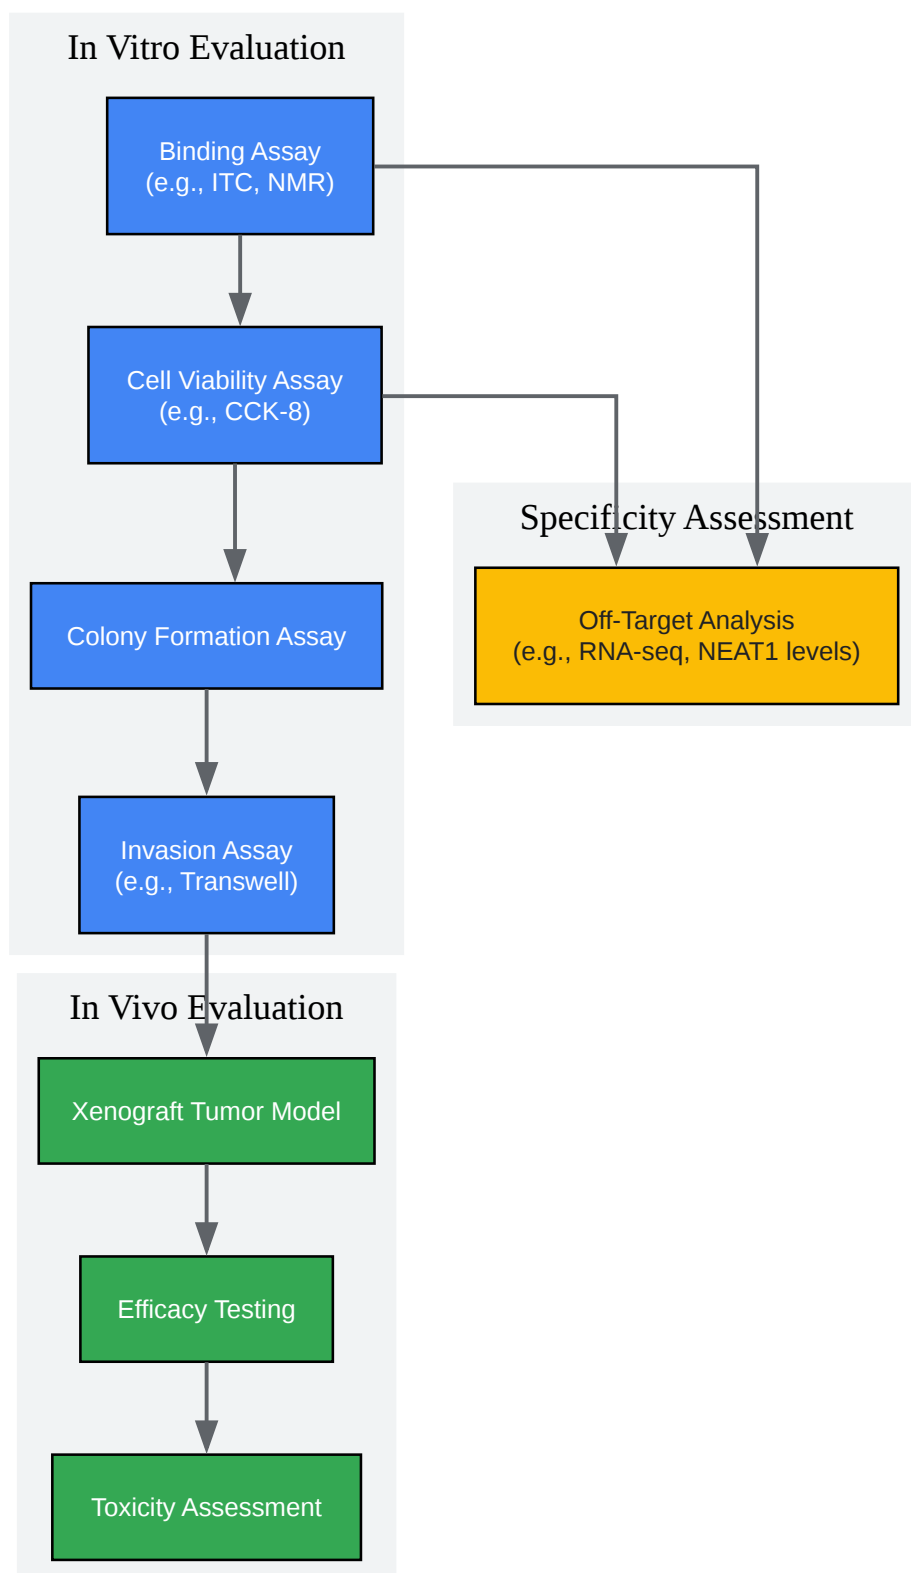 In Vitro Evaluation
Binding Assay
(e.g., ITC, NMR)
Cell Viability Assay
(e.g., CCK-8)
Specificity Assessment
Off-Target Analysis
(e.g., RNA-seq, NEAT1 levels)
Colony Formation Assay
Invasion Assay
(e.g., Transwell)
In Vivo Evaluation
Xenograft Tumor Model
Efficacy Testing
Toxicity Assessment